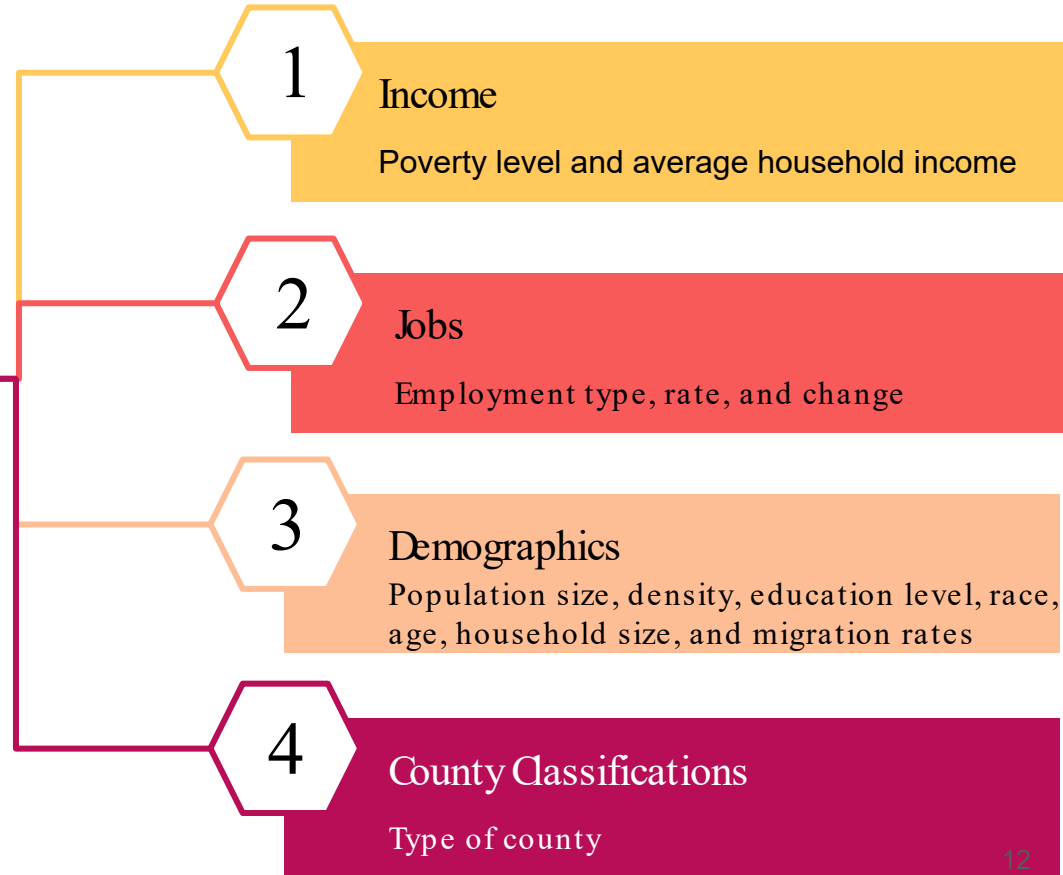 1
Income
Poverty level and average household income
2
Jobs
Employment type, rate, and change
3
Demographics
Population size, density, education level, race,
age, household size, and migration rates
4
County Classifications
Type of county
12